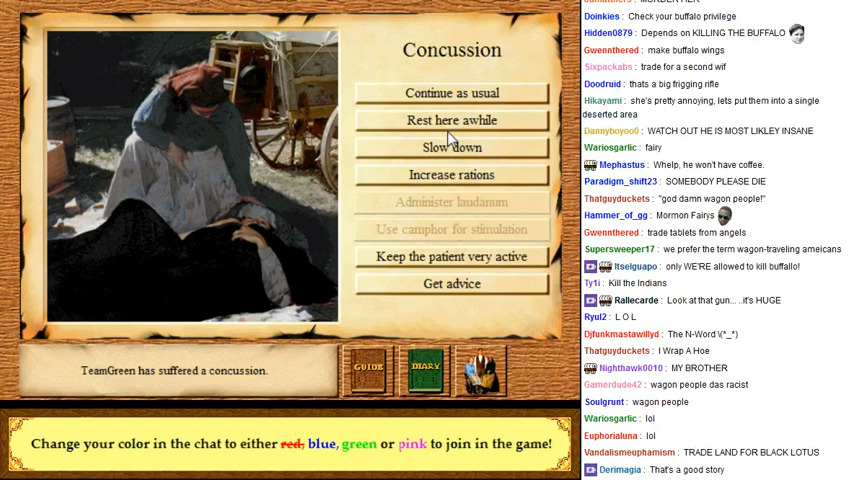 Concussion
Continue as usual
Rest here awhile
Slow down
Increase rations
Administer laudanum
Use camphor for stimulation
Keep the patient very active
Get advice
TeamGreen has suffered a concussion.
GUIDE
DIARY
Change your color in the chat to either red, blue, green or pink to join in the game!
MURDER HER
Doinkies : Check your buffalo privilege
Hidden0879 : Depends on KILLING THE BUFFALO
Gwennthered : make buffalo wings
Sixpackabs : trade for a second wif
Doodruid : thats a big frigging rifle
Hikayami : she's pretty annoying, lets put them into a single
deserted area
Dannyboyoo0 : WATCH OUT HE IS MOST LIKLEY INSANE
Wariosgarlic : fairy
Mephastus : Whelp, he won't have coffee.
Paradigm_shift23 : SOMEBODY PLEASE DIE
Thatguyduckets : "god damn wagon people!"
Hammer_of_gg : Mormon Fairys
Gwennthered : trade tablets from angels
Supersweeper17 : we prefer the term wagon-traveling ameicans
Itselguapo : only WE'RE allowed to kill buffallo!
Ty1i : Kill the Indians
Rallecarde : Look at that gun... ..it's HUGE
Ryul2 : L O L
Djfunkmastawillyd : The N-Word \(*_*)
Thatguyduckets : I Wrap A Hoe
Nighthawk0010 : MY BROTHER
Gamerdude42 : wagon people das racist
Soulgrunt : wagon people
Wariosgarlic : lol
Euphorialuna : lol
Vandalismeuphamism : TRADE LAND FOR BLACK LOTUS
Derimagia : That's a good story